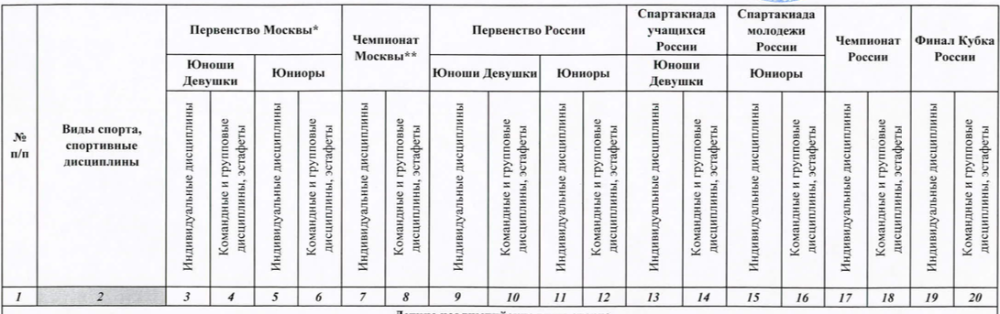 №
п/п
Виды спорта,
спортивные
дисциплины
Первенство Москвы*
Юноши
Девушки
Юниоры
Чемпионат
Москвы**
Первенство России
Юноши Девушки
Юниоры
Спартакиада
учащихся
России
Юноши
Девушки
Спартакиада
молодежи
России
Юниоры
Чемпионат
России
Финал Кубка
России
Индивидуальные дисциплины
Командные и групповые
дисциплины, эстафеты
Индивидуальные дисциплины
Командные и групповые
дисциплины, эстафеты
Индивидуальные дисциплины
Командные и групповые
дисциплины, эстафеты
Индивидуальные дисциплины
Командные и групповые
дисциплины, эстафеты
Индивидуальные дисциплины
Командные и групповые
дисциплины, эстафеты
Индивидуальные дисциплины
Командные и групповые
дисциплины, эстафеты
Индивидуальные дисциплины
Командные и групповые
дисциплины, эстафеты
Индивидуальные дисциплины
Командные и групповые
дисциплины, эстафеты
Индивидуальные дисциплины
Командные и групповые
дисциплины, эстафеты
1 2 3 4 5 6 7 8 9 10 11 12 13 14 15 16 17 18 19 20